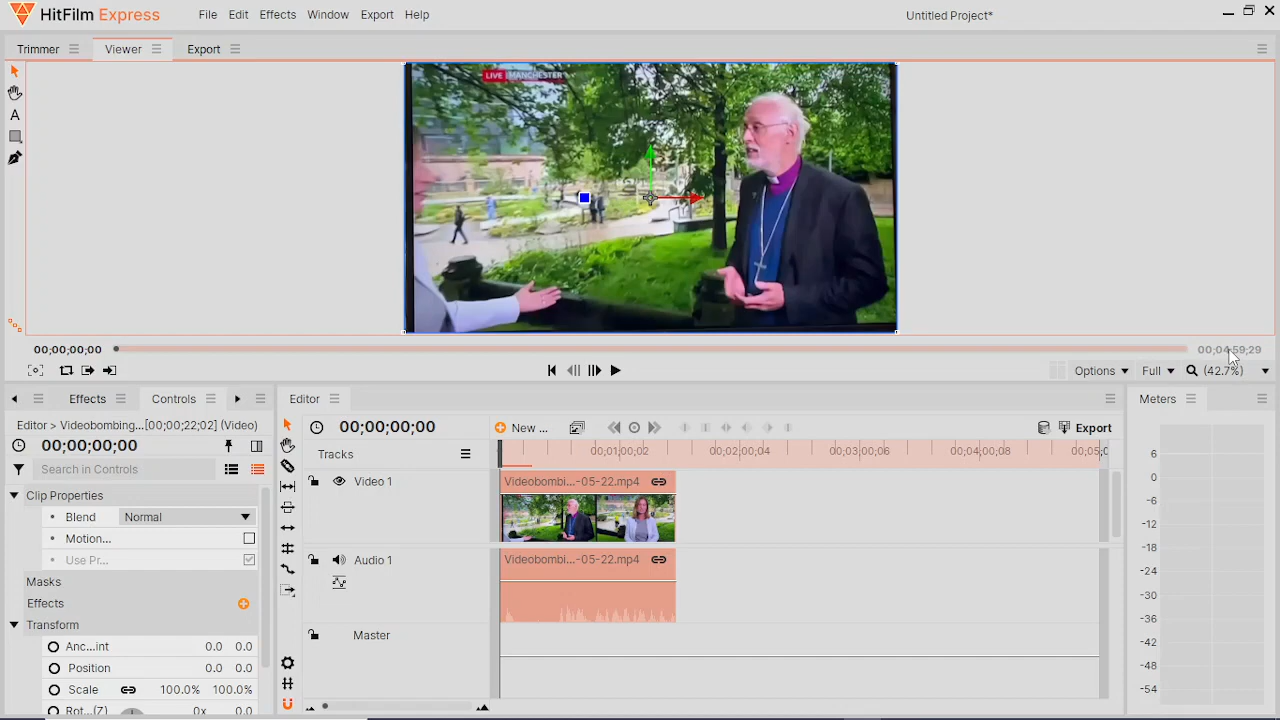 HitFilm Express File Edit Effects Window Export Help Untitled Project*
Trimmer Viewer Export
LIVE MANCHESTER
A
00;00;00;00 00;04;59;29
Options Full (42.7%)
Effects Controls Editor Meters
Editor > Videobombing...[00;00;22;02] (Video)
00;00;00;00
Search in Controls
Clip Properties
Blend Normal
Motion...
Use Pr...
Masks
Effects
Transform
Anc...int 0.0 0.0
Position 0.0 0.0
Scale 100.0% 100.0%
Rot...(Z) 0x 0.0
00;00;00;00 New ... Export
Tracks 00;01;00;02 00;02;00;04 00;03;00;06 00;04;00;08 00;05;0
Video 1 Videobombi...-05-22.mp4
Audio 1 Videobombi...-05-22.mp4
Master
6
0
-6
-12
-18
-24
-30
-36
-42
-48
-54